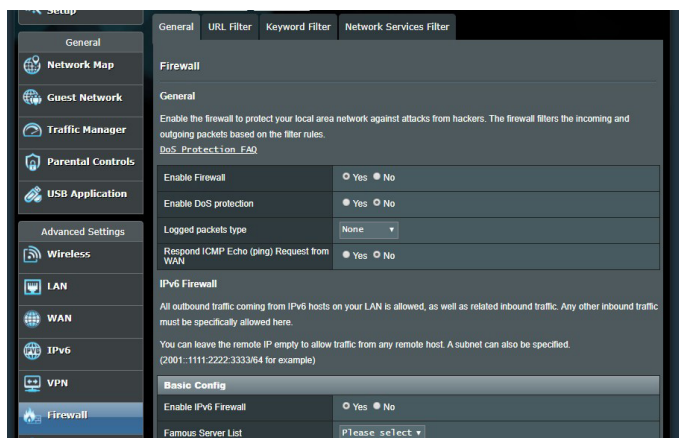 Setup
General
URL Filter
Keyword Filter
Network Services Filter
General
Network Map
Guest Network
Traffic Manager
Parental Controls
USB Application
Advanced Settings
Wireless
LAN
WAN
IPv6
VPN
Firewall
Firewall
General
Enable the firewall to protect your local area network against attacks from hackers. The firewall filters the incoming and
outgoing packets based on the filter rules.
DoS Protection FAQ
Enable Firewall
Yes No
Enable DoS protection
Yes No
Logged packets type
None
Respond ICMP Echo (ping) Request from
WAN
Yes No
IPv6 Firewall
All outbound traffic coming from IPv6 hosts on your LAN is allowed, as well as related inbound traffic. Any other inbound traffic
must be specifically allowed here.
You can leave the remote IP empty to allow traffic from any remote host. A subnet can also be specified.
(2001::1111:2222:3333/64 for example)
Basic Config
Enable IPv6 Firewall
Yes No
Famous Server List
Please select